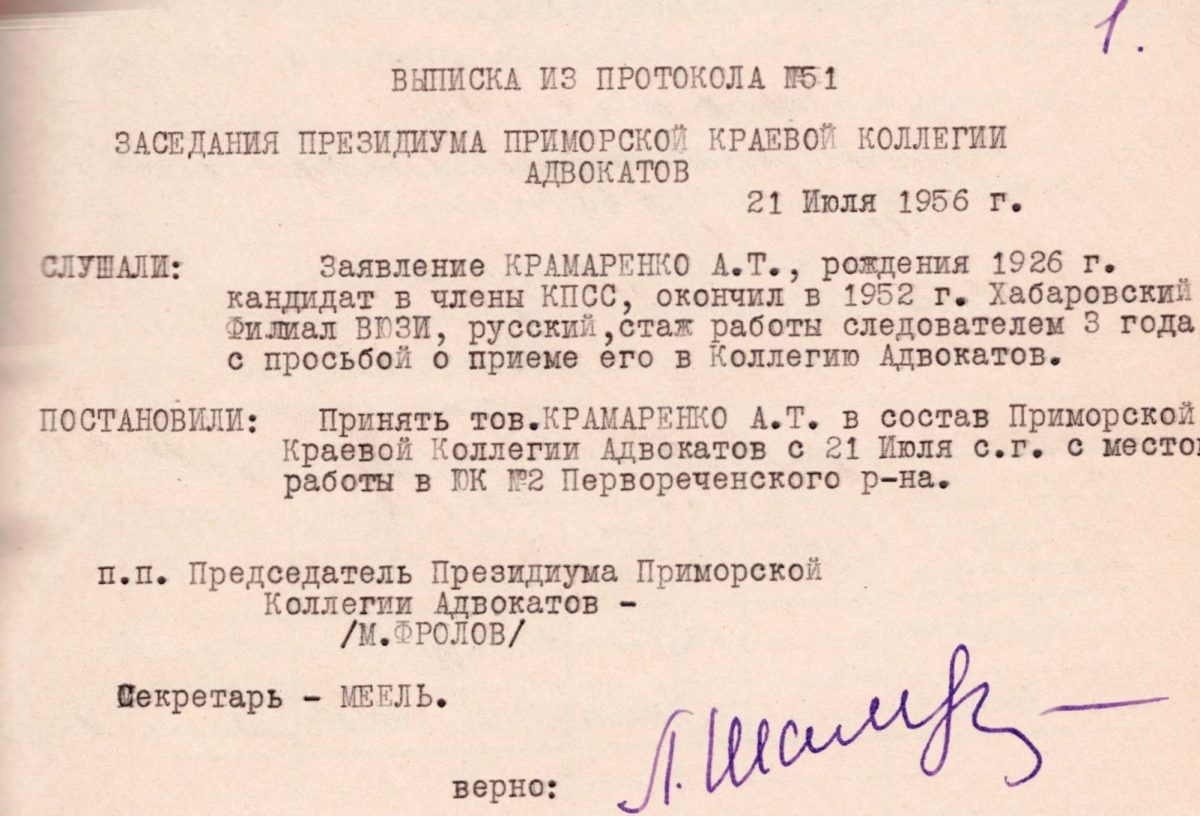 1.
ВЫПИСКА ИЗ ПРОТОКОЛА №51
ЗАСЕДАНИЯ ПРЕЗИДИУМА ПРИМОРСКОЙ КРАЕВОЙ КОЛЛЕГИИ
АДВОКАТОВ
21 Июля 1956 г.
СЛУШАЛИ: Заявление КРАМАРЕНКО А.Т., рождения 1926 г.
кандидат в члены КПСС, окончил в 1952 г. Хабаровский
Филиал ВЮЗИ, русский,стаж работы следователем 3 года
с просьбой о приеме его в Коллегию Адвокатов.
ПОСТАНОВИЛИ: Принять тов.КРАМАРЕНКО А.Т. в состав Приморской
Краевой Коллегии Адвокатов с 21 Июля с.г. с местом
работы в ЮК №2 Первореченского р-на.
п.п. Председатель Президиума Приморской
Коллегии Адвокатов -
/М.ФРОЛОВ/
Секретарь - МЕЕЛЬ.
верно: